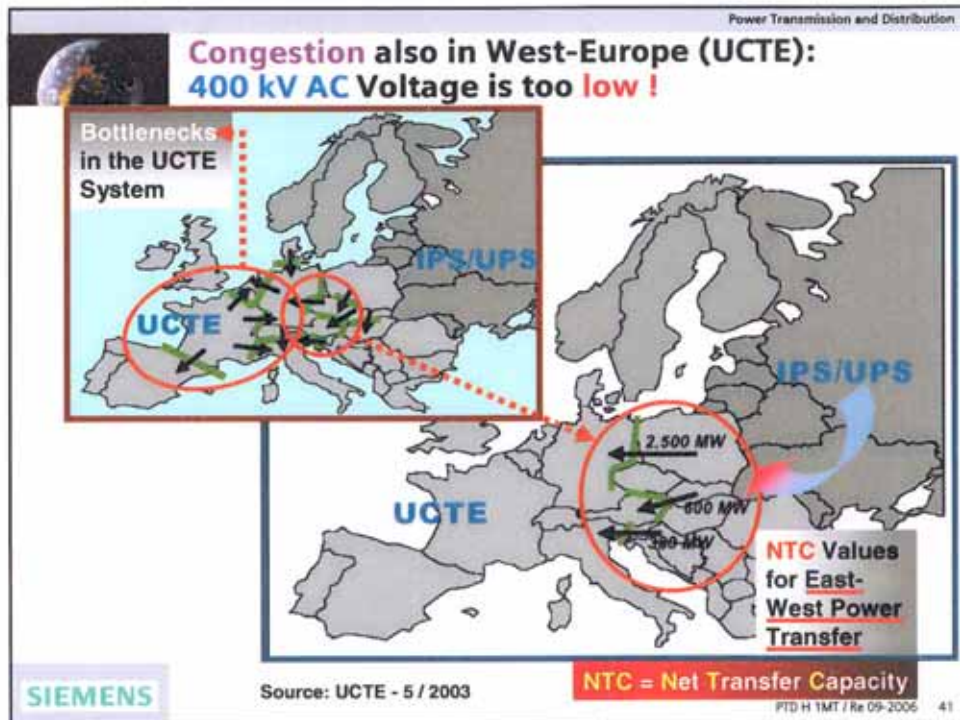 Power Transmission and Distribution
Congestion also in West-Europe (UCTE):
400 kV AC Voltage is too low !
Bottlenecks
in the UCTE
System
IPS/UPS
UCTE
IPS/UPS
2.500 MW
UCTE
600 MW
MW
NTC Values
for East-
West Power
Transfer
SIEMENS
Source: UCTE - 5 / 2003
NTC = Net Transfer Capacity
PTD H 1MT / Re 09-2006 41